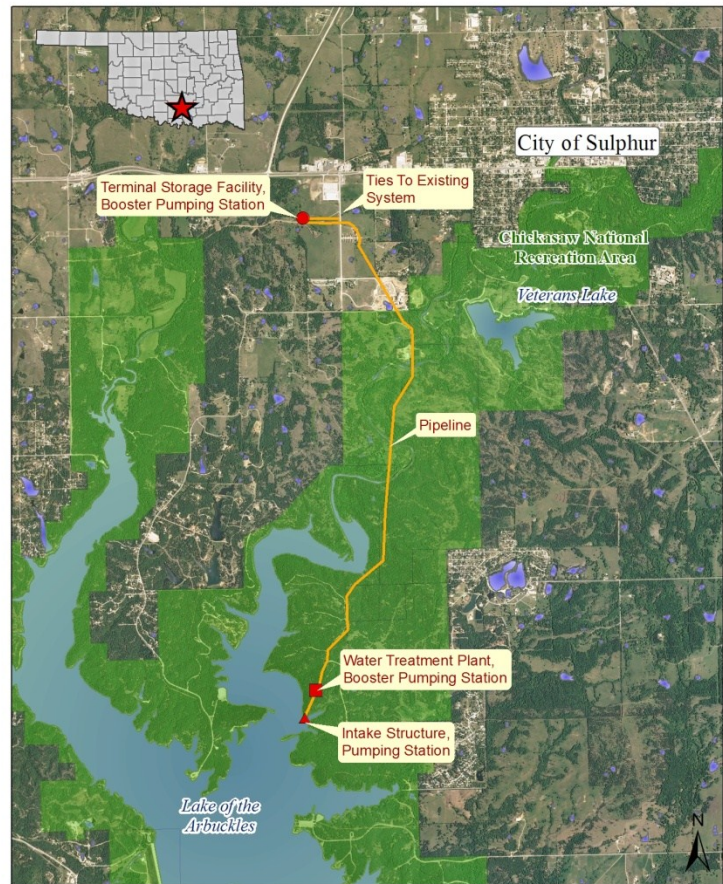 City of Sulphur
Terminal Storage Facility,
Booster Pumping Station
Ties To Existing
System
Chickasaw National
Recreation Area
Veterans Lake
Pipeline
Water Treatment Plant,
Booster Pumping Station
Intake Structure,
Pumping Station
Lake of the
Arbuckles
N